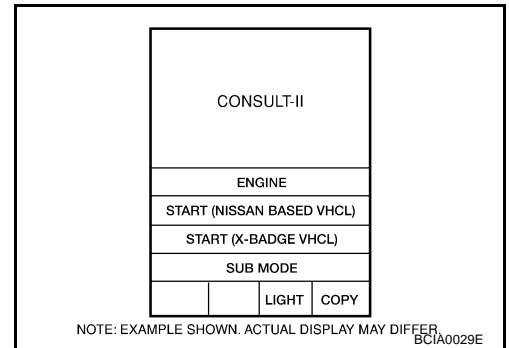 CONSULT-II
ENGINE
START (NISSAN BASED VHCL)
START (X-BADGE VHCL)
SUB MODE
LIGHT COPY
NOTE: EXAMPLE SHOWN. ACTUAL DISPLAY MAY DIFFER.
BCIA0029E